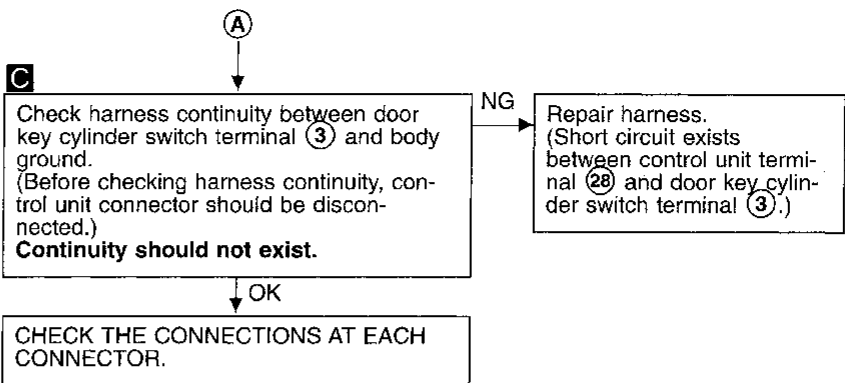 A
C
Check harness continuity between door
key cylinder switch terminal ③ and body
ground.
(Before checking harness continuity, con-
trol unit connector should be discon-
nected.)
Continuity should not exist.
NG
Repair harness.
(Short circuit exists
between control unit termi-
nal ㉘ and door key cylin-
der switch terminal ③.)
OK
CHECK THE CONNECTIONS AT EACH
CONNECTOR.